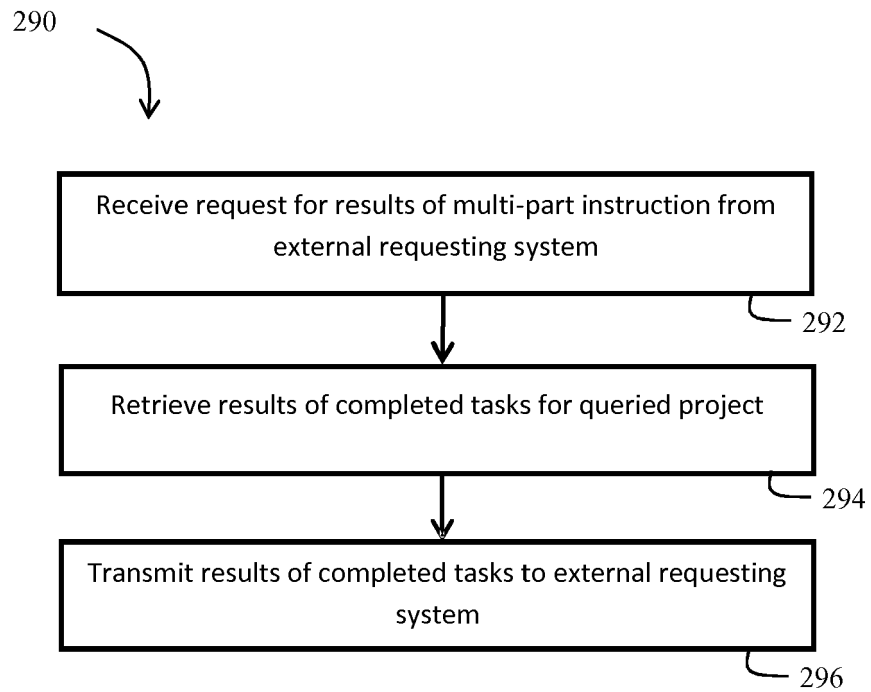 290
Receive request for results of multi-part instruction from
external requesting system
292
Retrieve results of completed tasks for queried project
294
Transmit results of completed tasks to external requesting
system
296